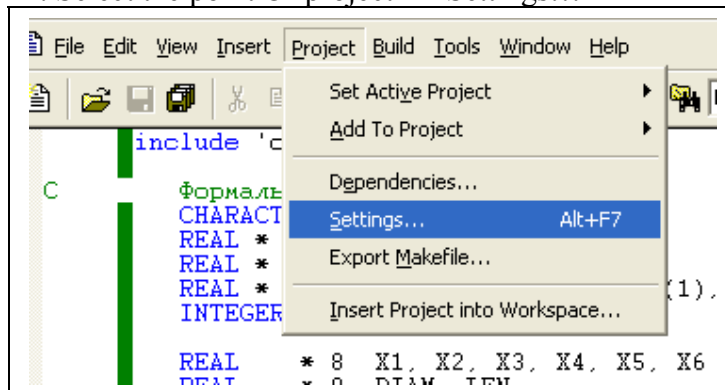 File Edit View Insert Project Build Tools Window Help
Set Active Project
Add To Project
include 'c
Dependencies...
C Формаль
CHARACT
Settings... Alt+F7
REAL *
REAL *
Export Makefile...
REAL * (1),
INTEGER
Insert Project into Workspace...
REAL * 8 X1, X2, X3, X4, X5, X6